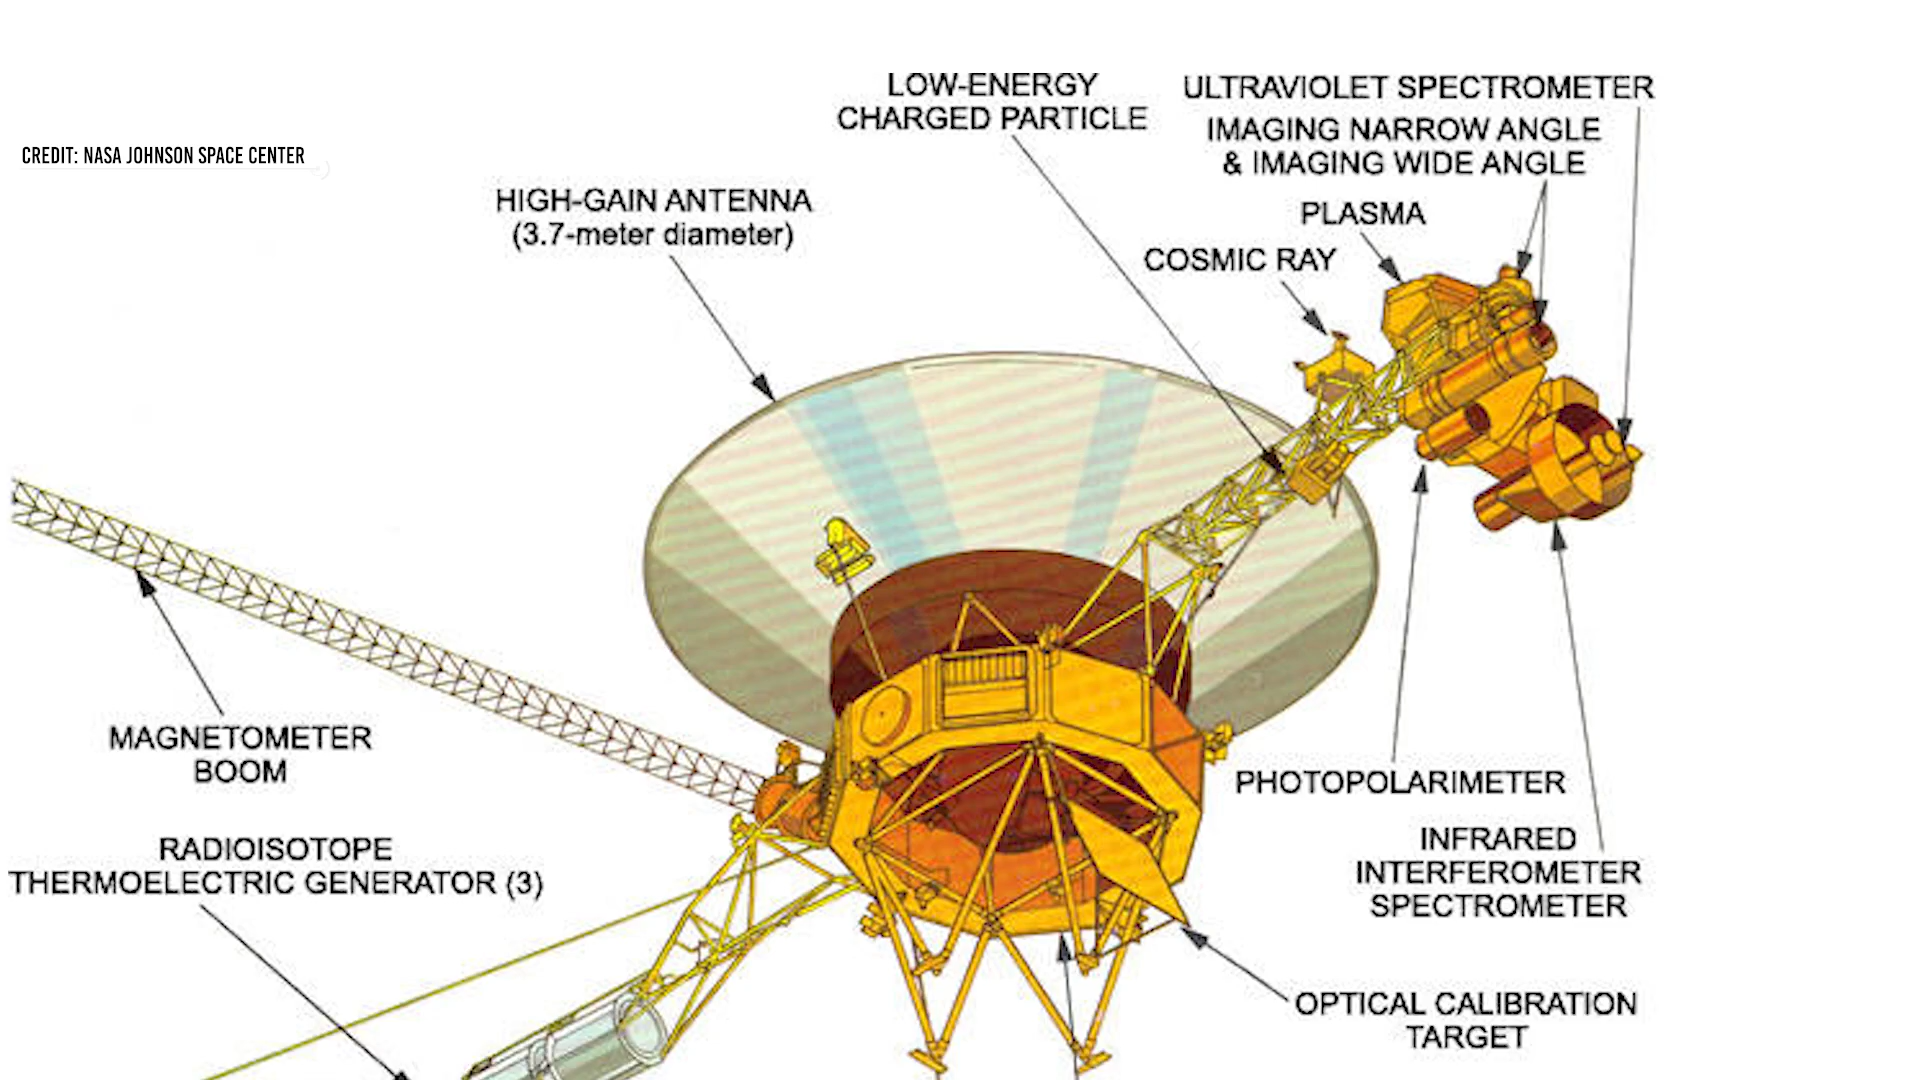 LOW-ENERGY
CHARGED PARTICLE
ULTRAVIOLET SPECTROMETER
IMAGING NARROW ANGLE
& IMAGING WIDE ANGLE
CREDIT: NASA JOHNSON SPACE CENTER
HIGH-GAIN ANTENNA
(3.7-meter diameter)
PLASMA
COSMIC RAY
MAGNETOMETER
BOOM
PHOTOPOLARIMETER
RADIOISOTOPE
THERMOELECTRIC GENERATOR (3)
INFRARED
INTERFEROMETER
SPECTROMETER
OPTICAL CALIBRATION
TARGET